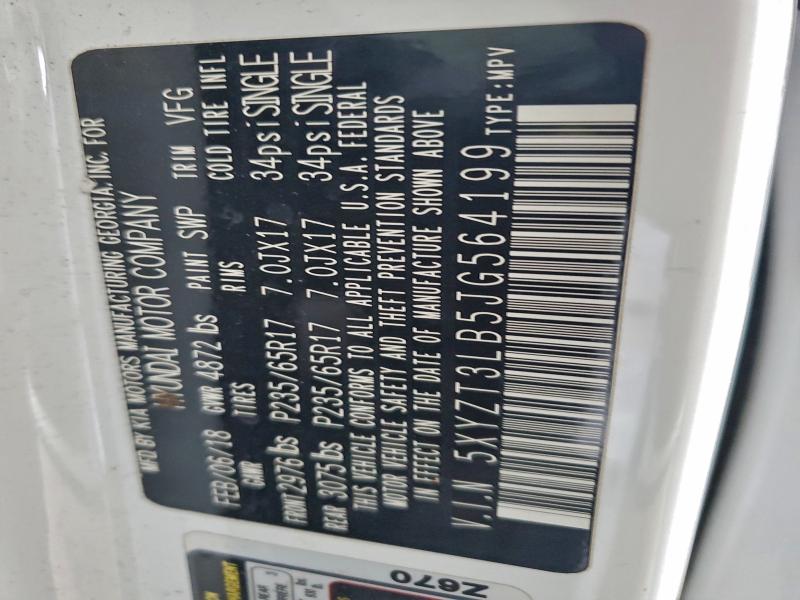 MFD BY KIA MOTORS MANUFACTURING GEORGIA. INC. FOR
HYUNDAI MOTOR COMPANY
FEB/06/18 GVWR 4872 lbs PAINT SWP TRIM VFG
GAWR TIRES RIMS COLD TIRE INFL
FRONT 2976 lbs P235/65R17 7.0JX17 34psi SINGLE
REAR 3075 lbs P235/65R17 7.0JX17 34psi SINGLE
THIS VEHICLE CONFORMS TO ALL APPLICABLE U.S.A. FEDERAL
MOTOR VEHICLE SAFETY AND THEFT PREVENTION STANDARDS
IN EFFECT ON THE DATE OF MANUFACTURE SHOWN ABOVE
V.I.N 5XYZT3LB5JG564199 TYPE:MPV
REAR
Z670